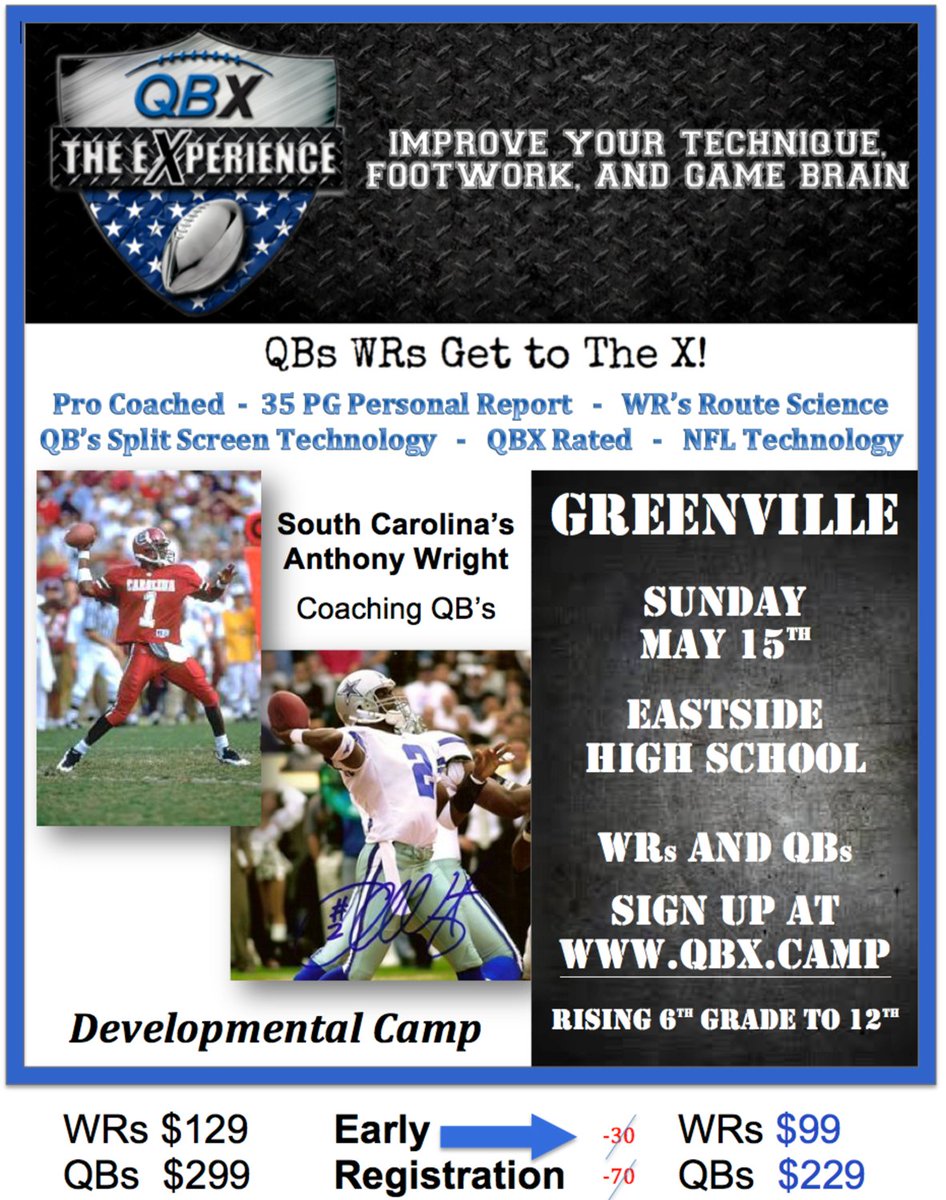 QBX
THE EXPERIENCE
IMPROVE YOUR TECHNIQUE,
FOOTWORK, AND GAME BRAIN
QBs WRs Get to The X!
Pro Coached - 35 PG Personal Report - WR's Route Science
QB's Split Screen Technology - QBX Rated - NFL Technology
South Carolina's
Anthony Wright
Coaching QB's
CAROLINA
1
2
#2
Developmental Camp
GREENVILLE
SUNDAY
MAY 15TH
EASTSIDE
HIGH SCHOOL
WRs AND QBs
SIGN UP AT
WWW.QBX.CAMP
RISING 6TH GRADE TO 12TH
WRs $129 Early -30 WRs $99
QBs $299 Registration -70 QBs $229